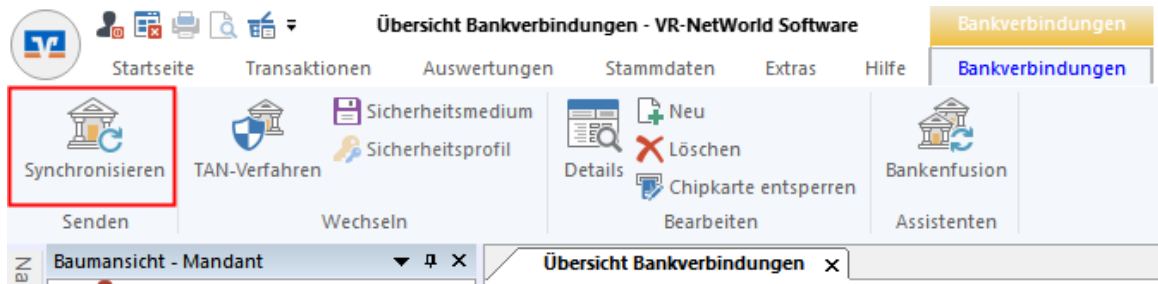 Übersicht Bankverbindungen - VR-NetWorld Software
Bankverbindungen
Startseite Transaktionen Auswertungen Stammdaten Extras Hilfe Bankverbindungen
Synchronisieren
TAN-Verfahren
Sicherheitsmedium
Sicherheitsprofil
Details
Neu
Löschen
Chipkarte entsperren
Bankenfusion
Senden Wechseln Bearbeiten Assistenten
Na
Baumansicht - Mandant
Übersicht Bankverbindungen x